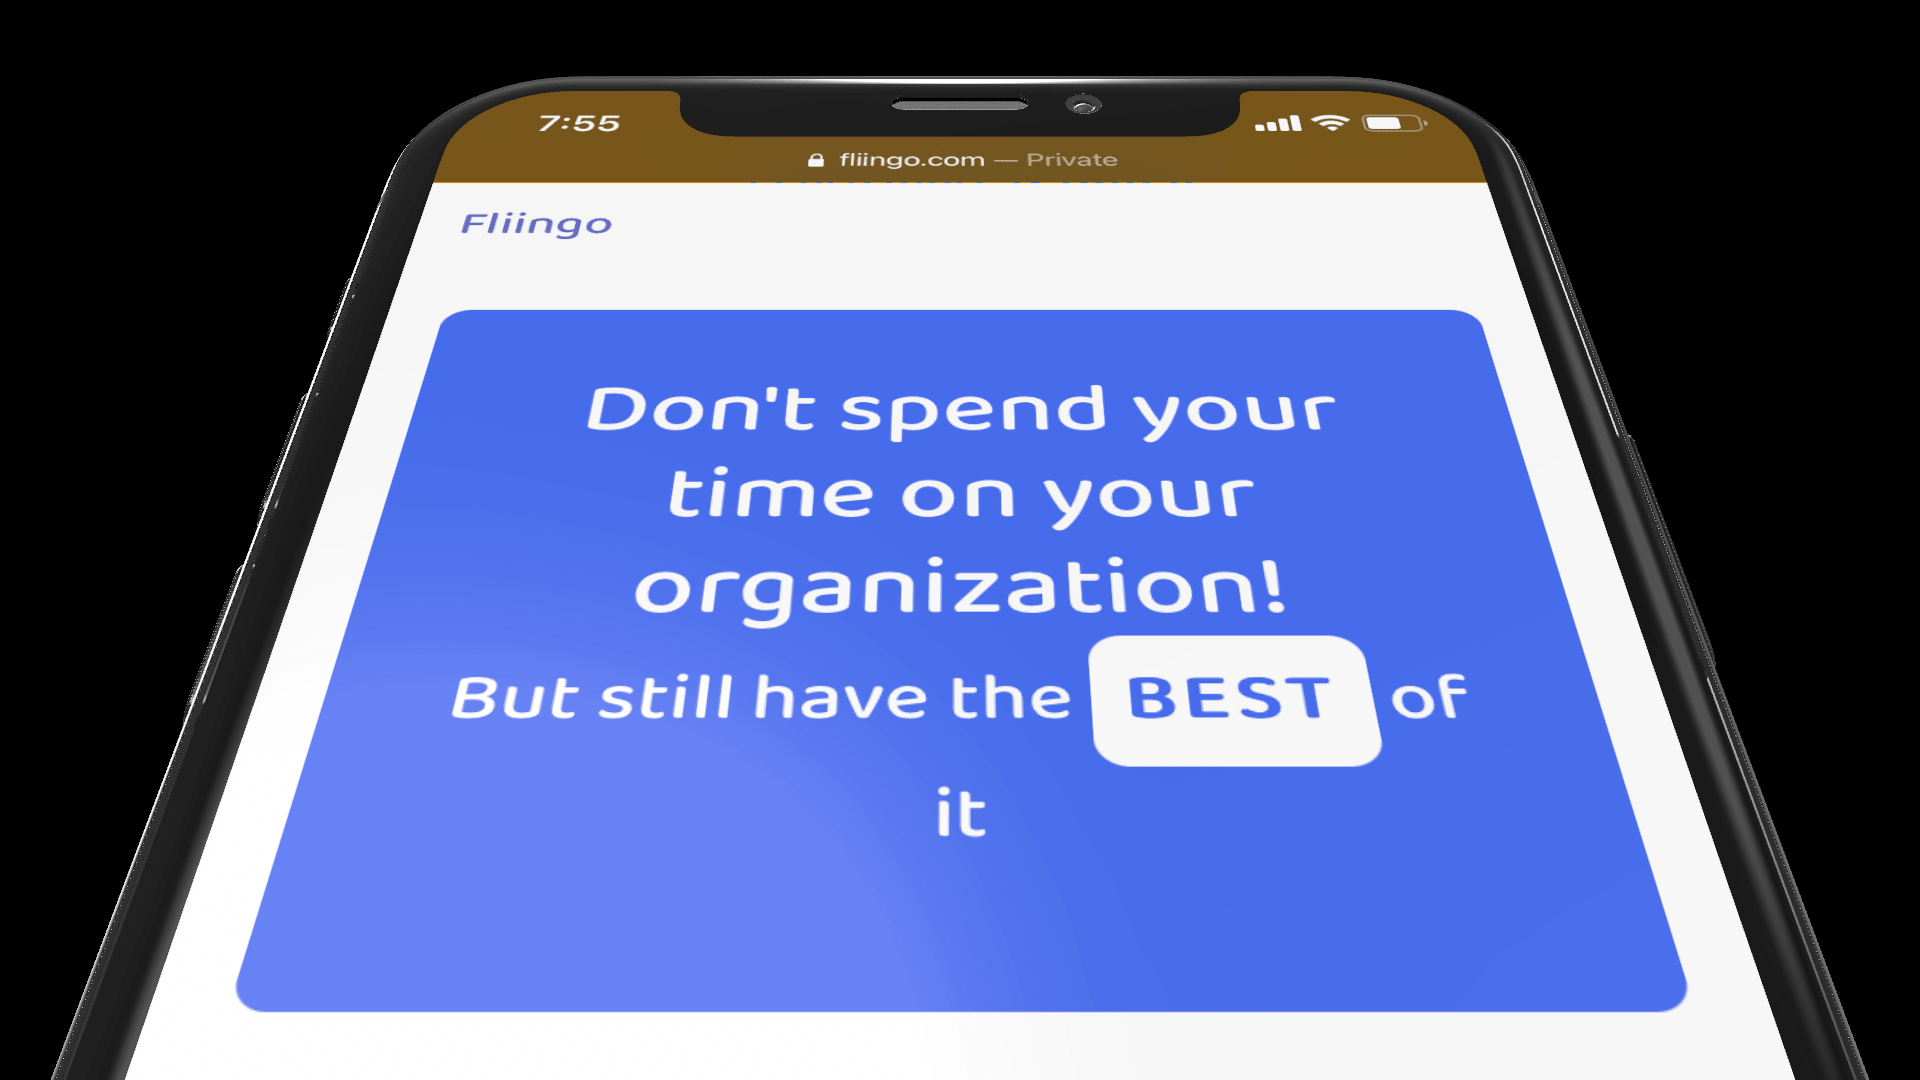 7:55
fliingo.com — Private
Fliingo
Don't spend your
time on your
organization!
But still have the BEST of
it